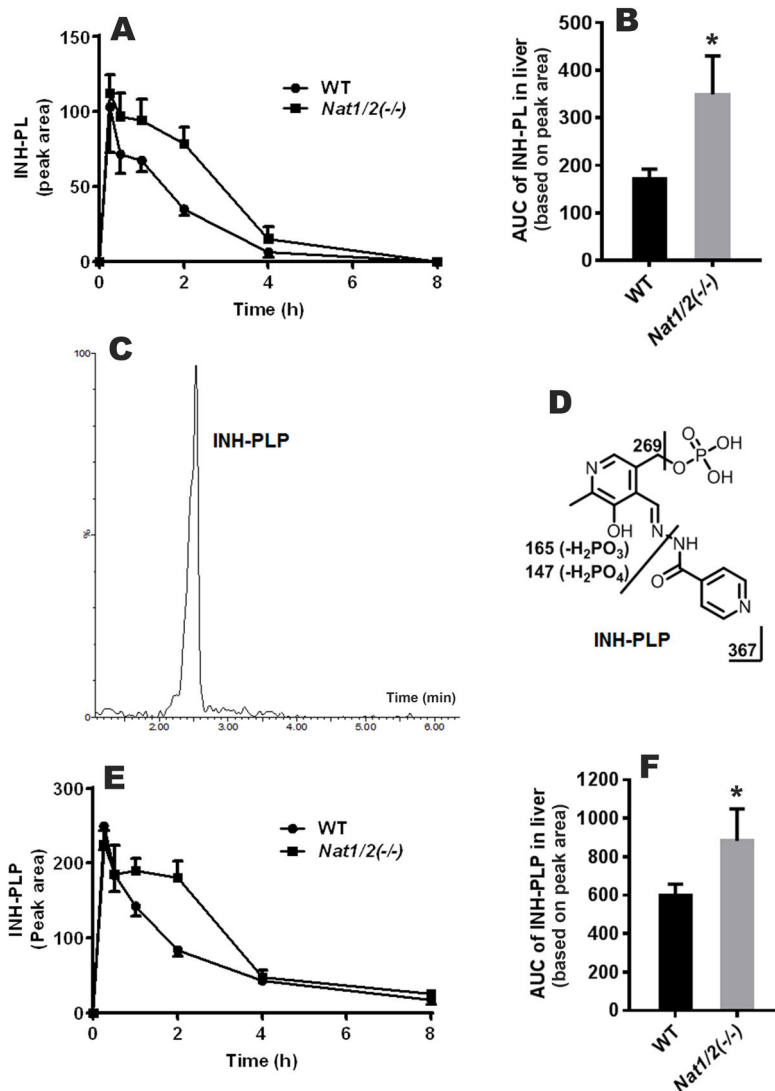 A
150
100
50
0
INH-PL
(peak area)
WT
Nat1/2(-/-)
0
2
4
6
8
Time (h)
B
500
400
300
200
100
0
AUC of INH-PL in liver
(based on peak area)
*
WT
Nat1/2(-/-)
C
100
%
0
INH-PLP
Time (min)
2.00
3.00
4.00
5.00
6.00
D
269
O
O
P
OH
OH
N
OH
N
NH
O
N
165 (-H₂PO₃)
147 (-H₂PO₄)
INH-PLP
367
E
300
200
100
0
INH-PLP
(Peak area)
WT
Nat1/2(-/-)
0
2
4
6
8
Time (h)
F
1200
1000
800
600
400
200
0
AUC of INH-PLP in liver
(based on peak area)
*
WT
Nat1/2(-/-)